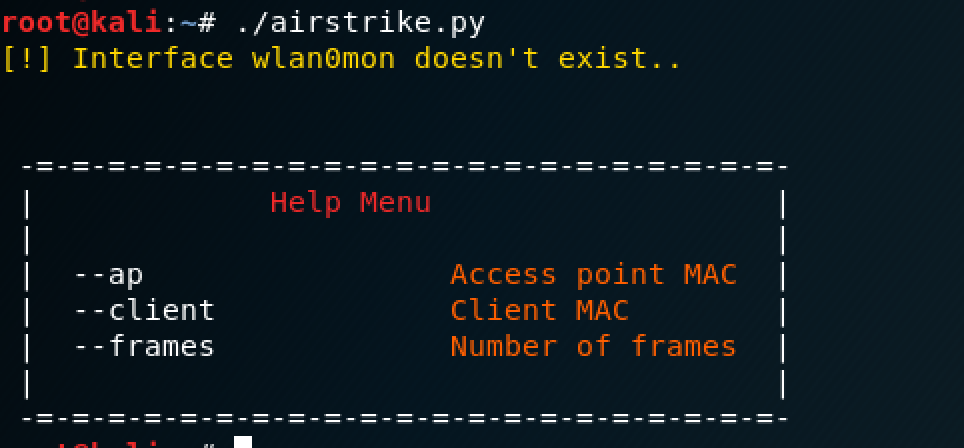 root@kali:~# ./airstrike.py
[!] Interface wlan0mon doesn't exist..
-=-=-=-=-=-=-=-=-=-=-=-=-=-=-=-=-=-=-=-=-=-
| Help Menu |
| |
| --ap Access point MAC |
| --client Client MAC |
| --frames Number of frames |
| |
-=-=-=-=-=-=-=-=-=-=-=-=-=-=-=-=-=-=-=-=-=-